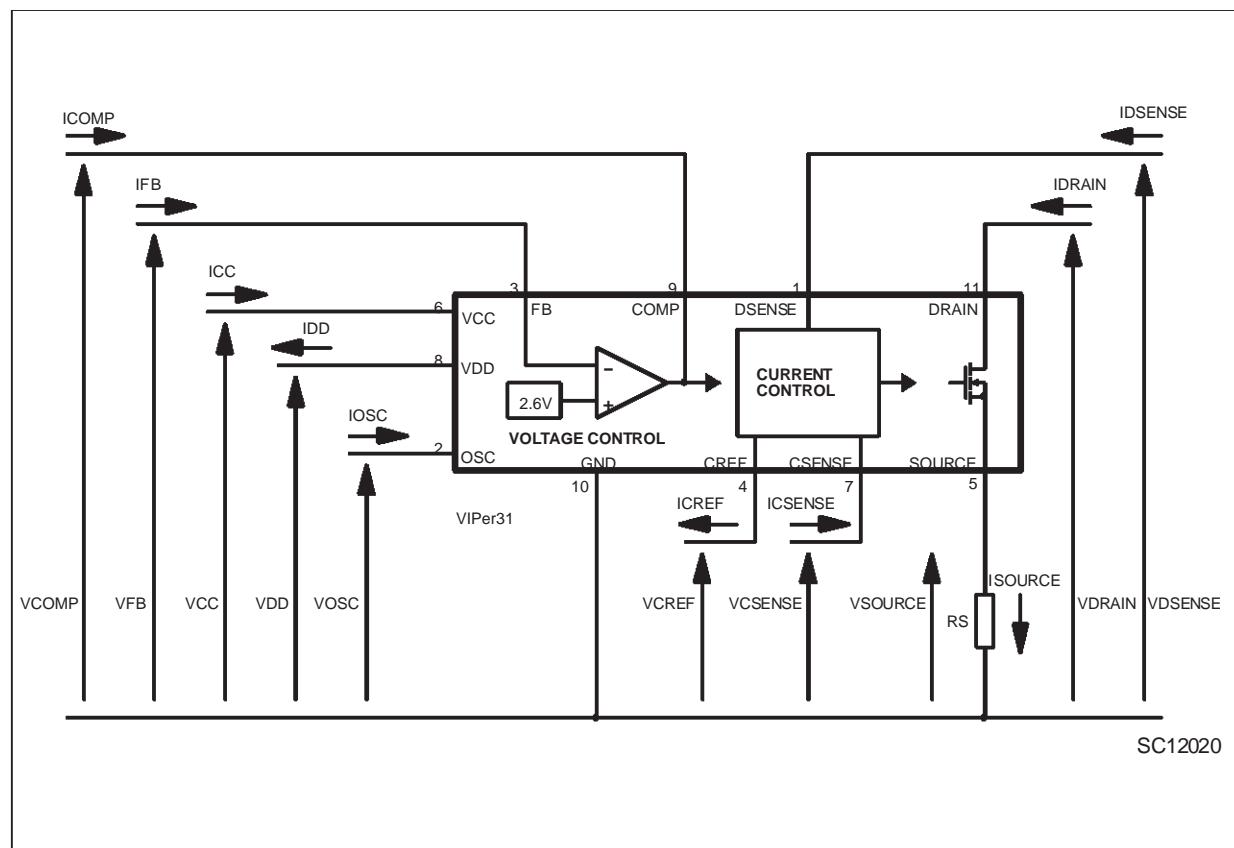 ICOMP
IDSENSE
IFB
IDRAIN
ICC
3
9
1
11
6
VCC
FB
COMP
DSENSE
DRAIN
IDD
8
VDD
CURRENT
CONTROL
-
+
2.6V
IOSC
VOLTAGE CONTROL
2
OSC
GND
CREF
CSENSE
SOURCE
10
4
7
5
ICREF
ICSENSE
VIPer31
ISOURCE
VCOMP
VFB
VCC
VDD
VOSC
VCREF
VCSENSE
VSOURCE
RS
VDRAIN
VDSENSE
SC12020